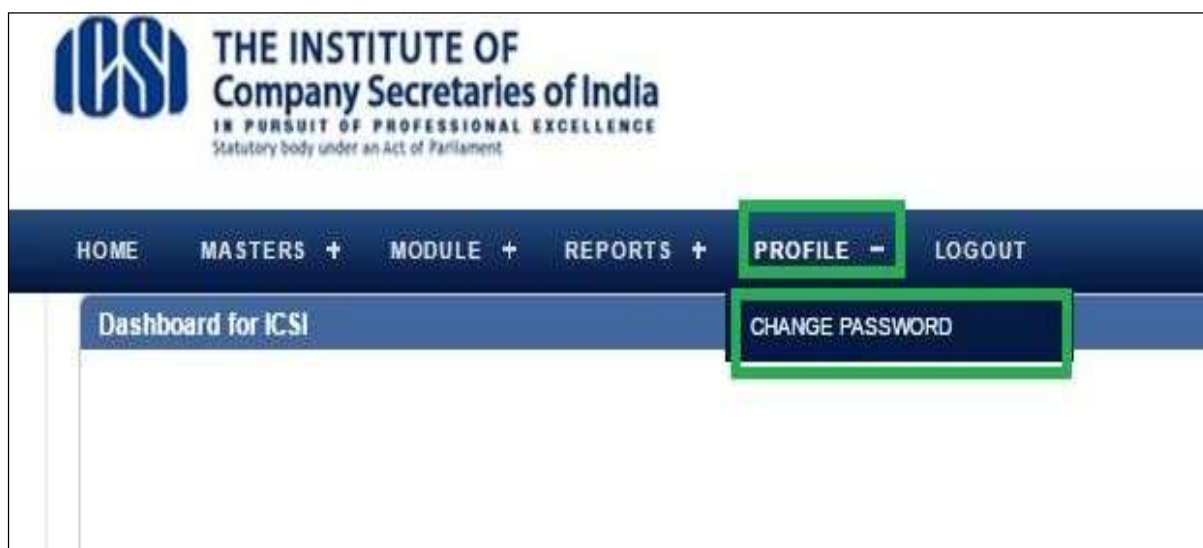 ICSI
THE INSTITUTE OF
Company Secretaries of India
IN PURSUIT OF PROFESSIONAL EXCELLENCE
Statutory body under an Act of Parliament
HOME MASTERS + MODULE + REPORTS + PROFILE - LOGOUT
Dashboard for ICSI
CHANGE PASSWORD